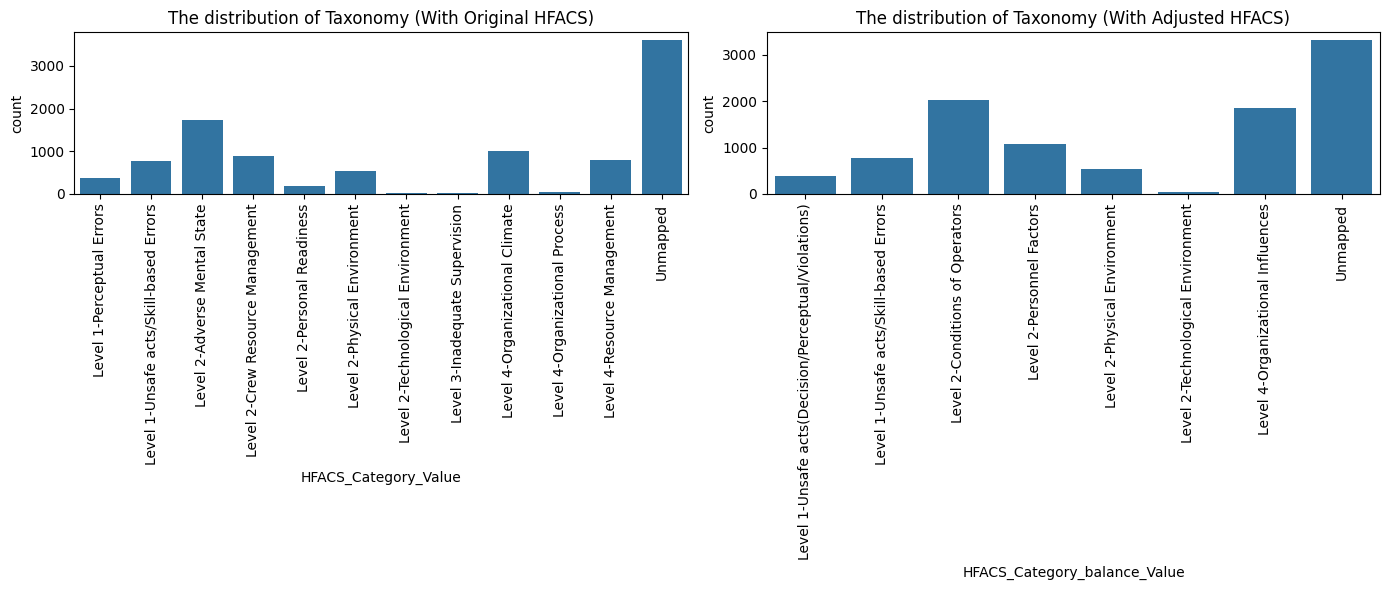 The distribution of Taxonomy (With Original HFACS)
count
3000
2000
1000
0
Level 1-Perceptual Errors
Level 1-Unsafe acts/Skill-based Errors
Level 2-Adverse Mental State
Level 2-Crew Resource Management
Level 2-Personal Readiness
Level 2-Physical Environment
Level 2-Technological Environment
Level 3-Inadequate Supervision
Level 4-Organizational Climate
Level 4-Organizational Process
Level 4-Resource Management
Unmapped
HFACS_Category_Value
The distribution of Taxonomy (With Adjusted HFACS)
count
3000
2000
1000
0
Level 1-Unsafe acts(Decision/Perceptual/Violations)
Level 1-Unsafe acts/Skill-based Errors
Level 2-Conditions of Operators
Level 2-Personnel Factors
Level 2-Physical Environment
Level 2-Technological Environment
Level 4-Organizational Influences
Unmapped
HFACS_Category_balance_Value